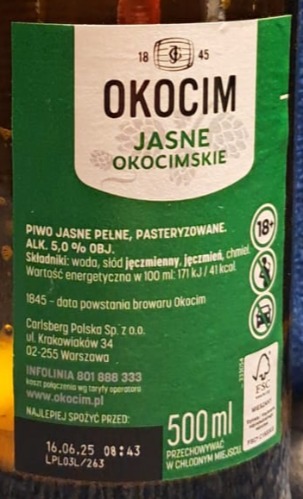 18 45
OKOCIM
JASNE
OKOCIMSKIE
PIWO JASNE PEŁNE, PASTERYZOWANE.
ALK. 5,0 % OBJ.
Składniki: woda, słód jęczmienny, jęczmień, chmiel.
Wartość energetyczna w 100 ml: 171 kJ / 41 kcal.
1845 - data powstania browaru Okocim
Carlsberg Polska Sp. z o.o.
ul. Krakowiaków 34
02-255 Warszawa
INFOLINIA 801 888 333
koszt połączenia wg taryfy operatora
www.okocim.pl
NAJLEPIEJ SPOŻYĆ PRZED:
16.06.25 08:43
LPL03L/263
500 ml
PRZECHOWYWAĆ
W CHŁODNYM MIEJSCU
18+
FSC